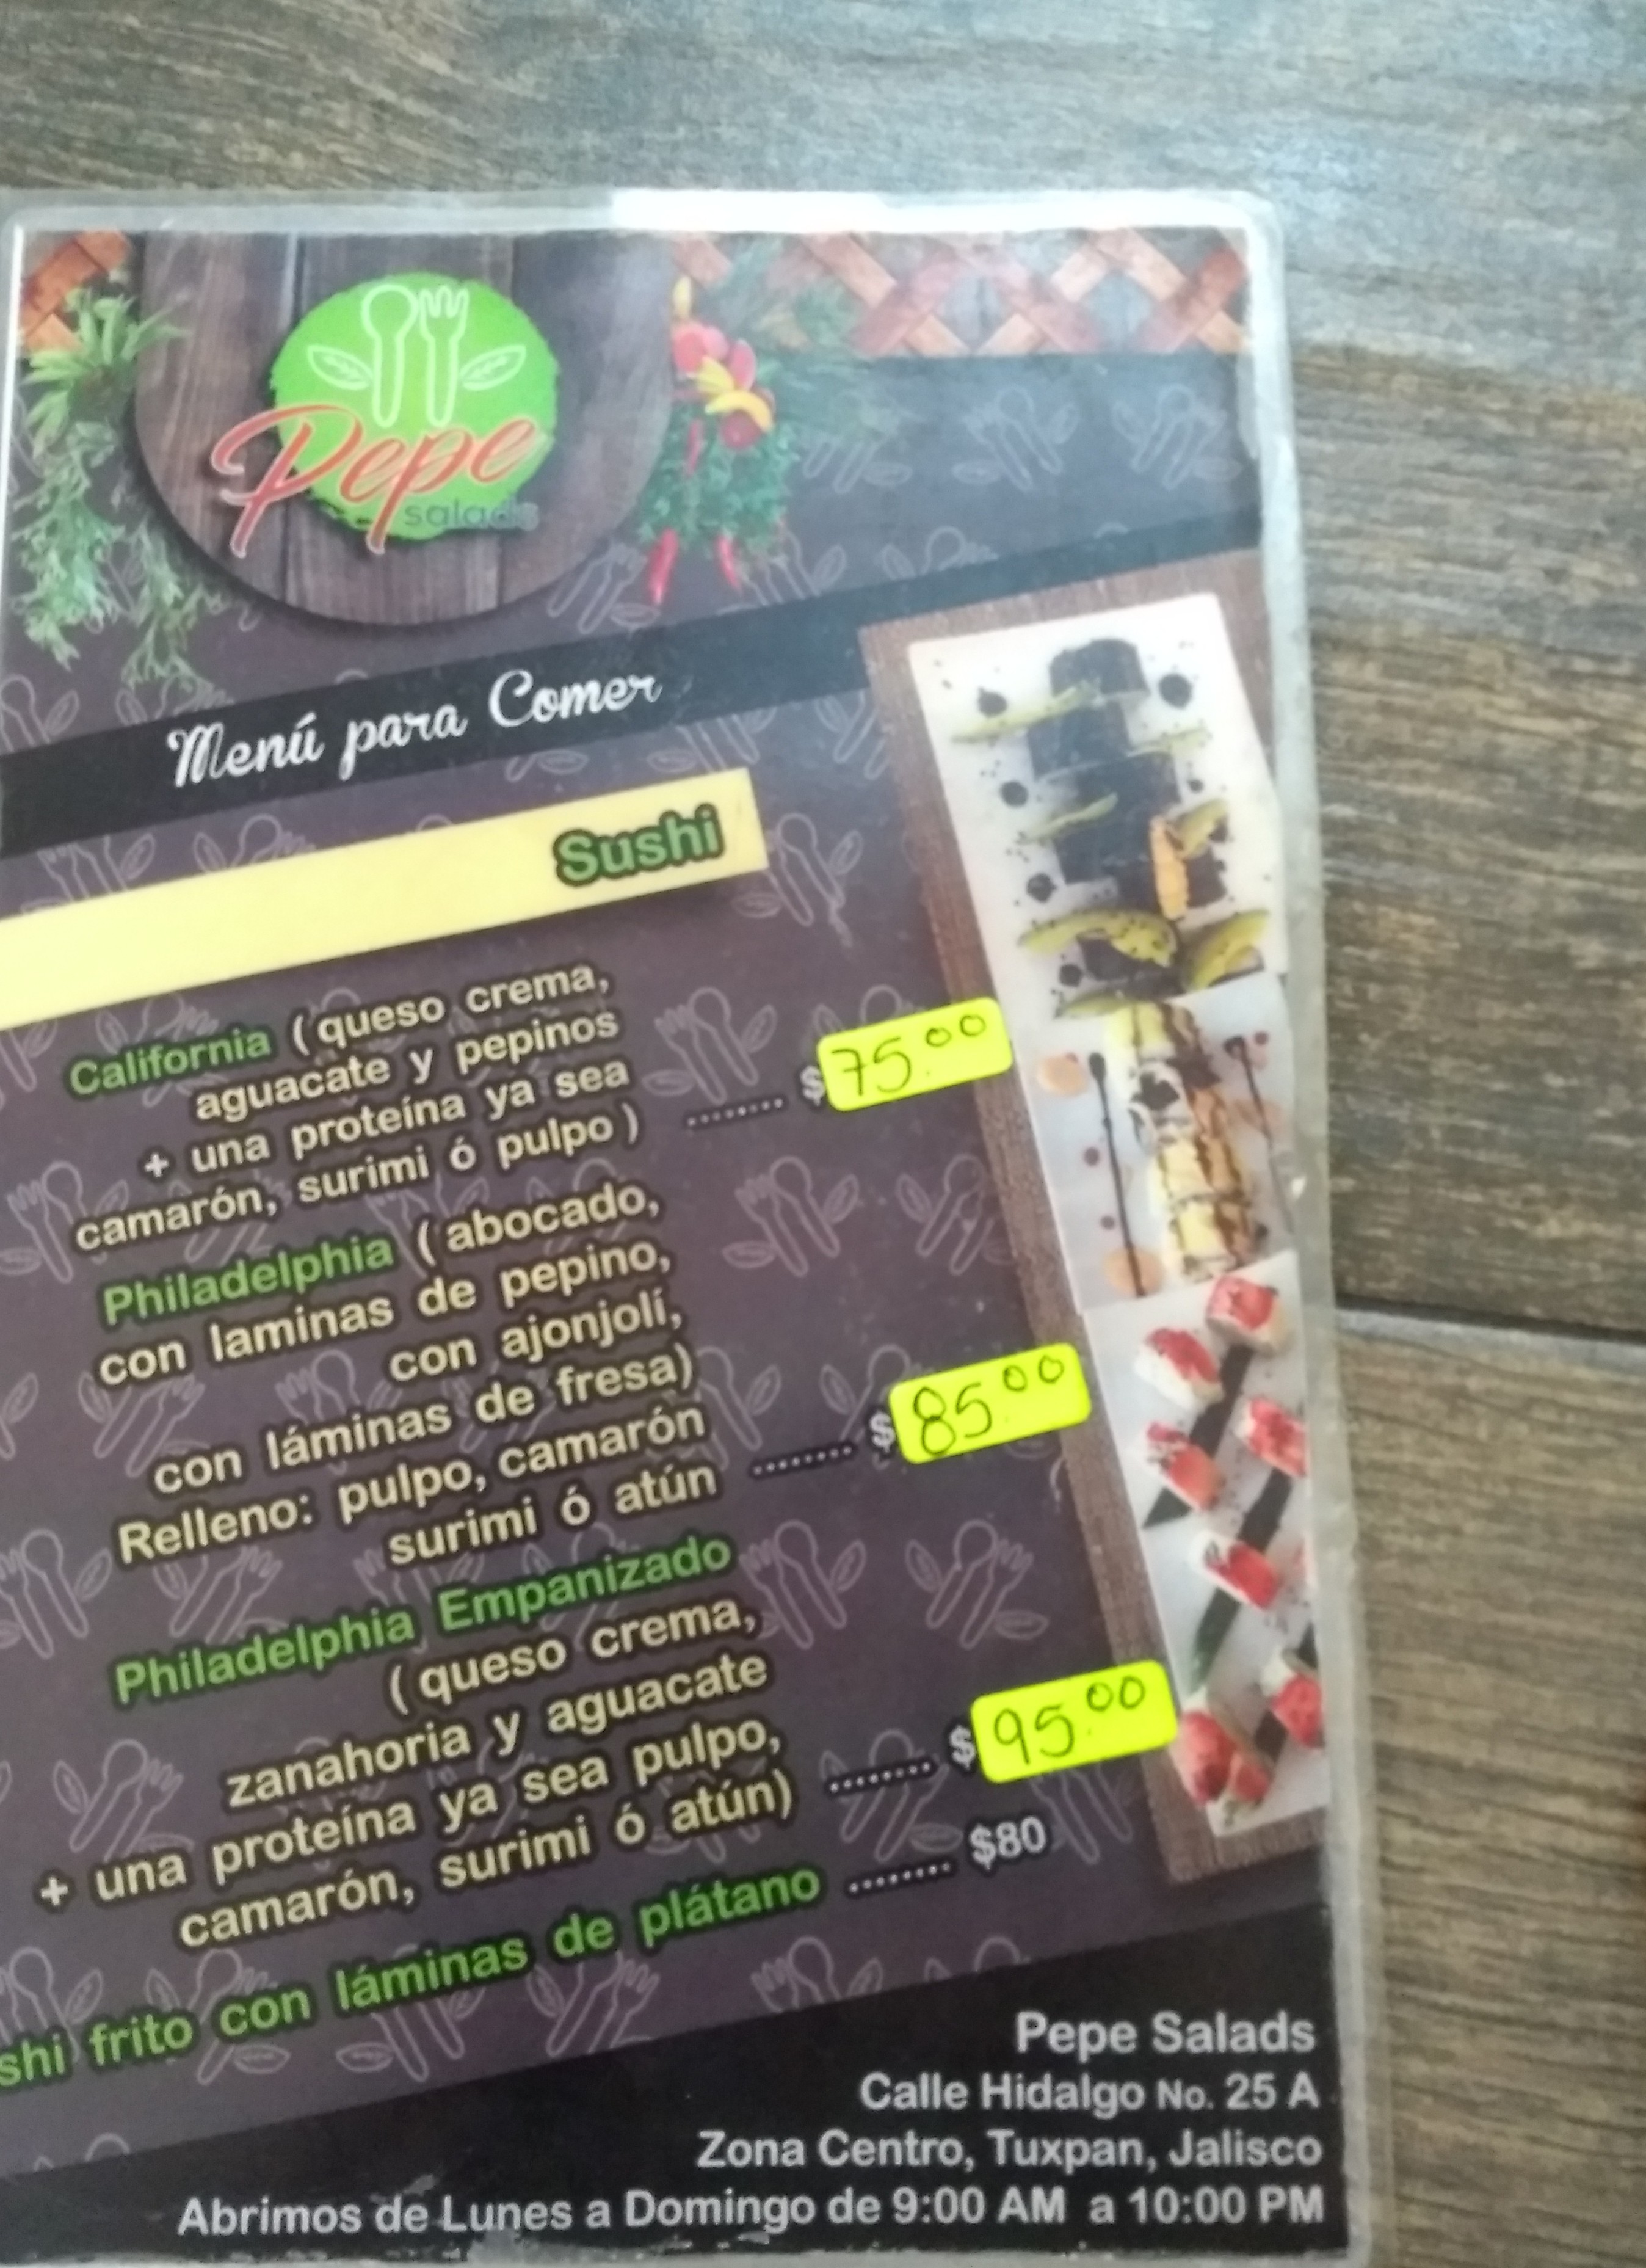 Pepe
salads
Menú para Comer
Sushi
California (queso crema,
aguacate y pepinos
+ una proteína ya sea
camarón, surimi ó pulpo) ........ $75.00
Philadelphia (abocado,
con laminas de pepino,
con ajonjolí,
con láminas de fresa)
Relleno: pulpo, camarón
surimi ó atún ........ $85.00
Philadelphia Empanizado
(queso crema,
zanahoria y aguacate
+ una proteína ya sea pulpo,
camarón, surimi ó atún) ........ $95.00
shi frito con láminas de plátano ........ $80
Pepe Salads
Calle Hidalgo No. 25 A
Zona Centro, Tuxpan, Jalisco
Abrimos de Lunes a Domingo de 9:00 AM a 10:00 PM